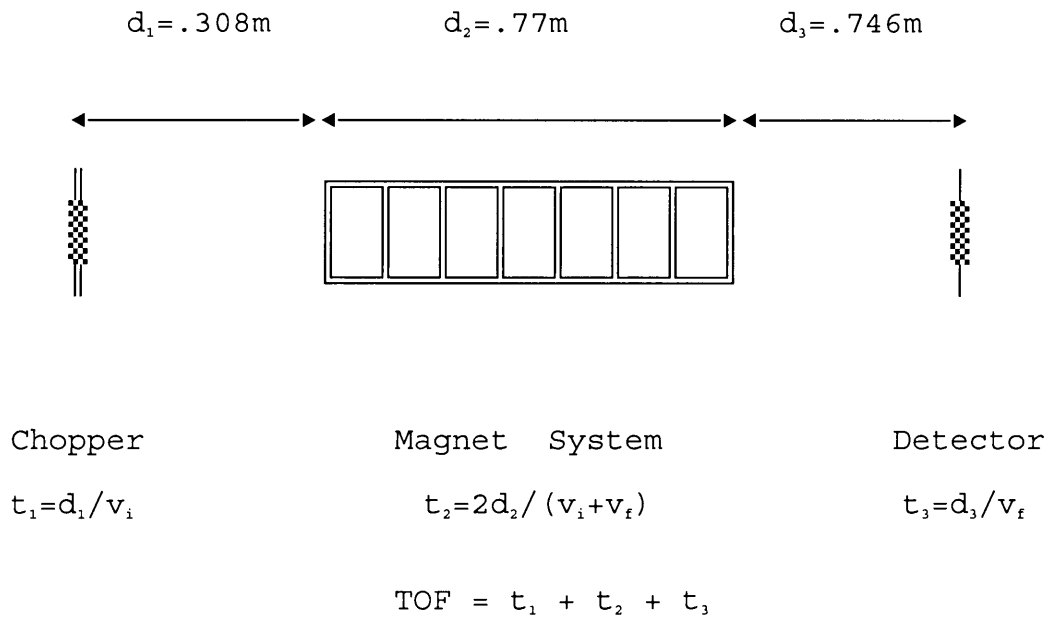 d₁=.308m d₂=.77m d₃=.746m
Chopper Magnet System Detector
t₁=d₁/vᵢ t₂=2d₂/(vᵢ+v_f) t₃=d₃/v_f
TOF = t₁ + t₂ + t₃